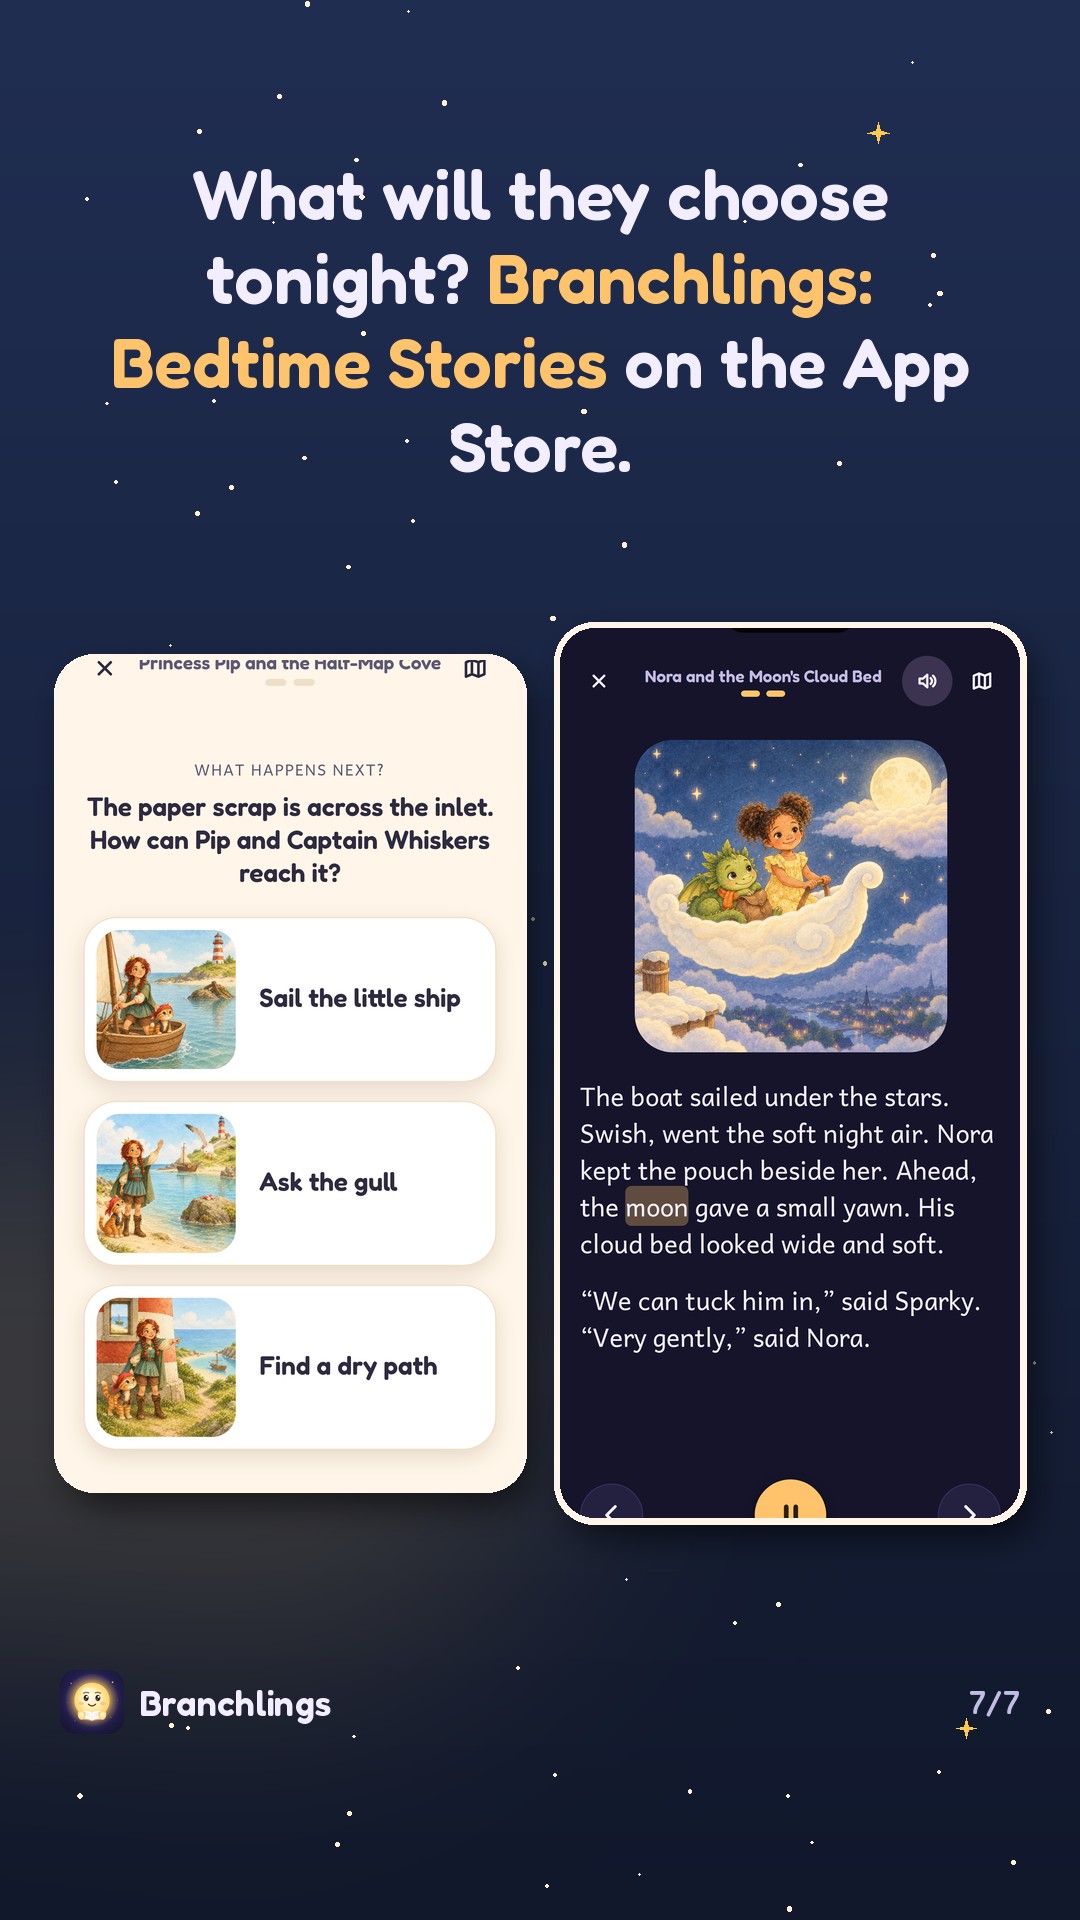 What will they choose
tonight? Branchlings:
Bedtime Stories on the App
Store.
Princess Pip and the Half-Map Cove
WHAT HAPPENS NEXT?
The paper scrap is across the inlet.
How can Pip and Captain Whiskers
reach it?
Sail the little ship
Ask the gull
Find a dry path
Nora and the Moon's Cloud Bed
The boat sailed under the stars.
Swish, went the soft night air. Nora
kept the pouch beside her. Ahead,
the moon gave a small yawn. His
cloud bed looked wide and soft.
“We can tuck him in,” said Sparky.
“Very gently,” said Nora.
Branchlings
7/7